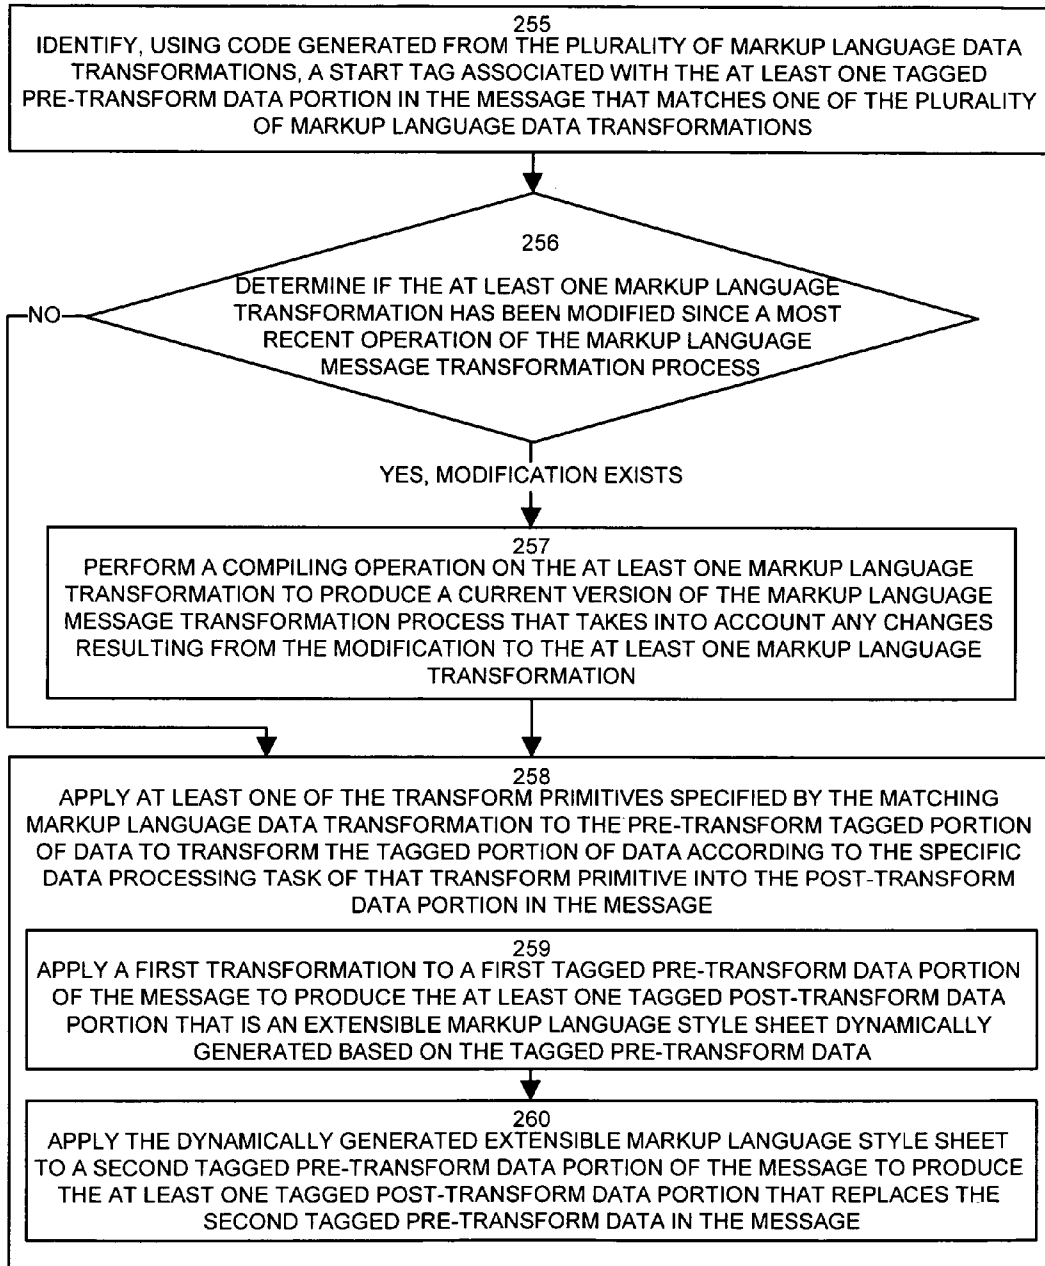 255
IDENTIFY, USING CODE GENERATED FROM THE PLURALITY OF MARKUP LANGUAGE DATA
TRANSFORMATIONS, A START TAG ASSOCIATED WITH THE AT LEAST ONE TAGGED
PRE-TRANSFORM DATA PORTION IN THE MESSAGE THAT MATCHES ONE OF THE PLURALITY
OF MARKUP LANGUAGE DATA TRANSFORMATIONS
256
DETERMINE IF THE AT LEAST ONE MARKUP LANGUAGE
TRANSFORMATION HAS BEEN MODIFIED SINCE A MOST
RECENT OPERATION OF THE MARKUP LANGUAGE
MESSAGE TRANSFORMATION PROCESS
NO
YES, MODIFICATION EXISTS
257
PERFORM A COMPILING OPERATION ON THE AT LEAST ONE MARKUP LANGUAGE
TRANSFORMATION TO PRODUCE A CURRENT VERSION OF THE MARKUP LANGUAGE
MESSAGE TRANSFORMATION PROCESS THAT TAKES INTO ACCOUNT ANY CHANGES
RESULTING FROM THE MODIFICATION TO THE AT LEAST ONE MARKUP LANGUAGE
TRANSFORMATION
258
APPLY AT LEAST ONE OF THE TRANSFORM PRIMITIVES SPECIFIED BY THE MATCHING
MARKUP LANGUAGE DATA TRANSFORMATION TO THE PRE-TRANSFORM TAGGED PORTION
OF DATA TO TRANSFORM THE TAGGED PORTION OF DATA ACCORDING TO THE SPECIFIC
DATA PROCESSING TASK OF THAT TRANSFORM PRIMITIVE INTO THE POST-TRANSFORM
DATA PORTION IN THE MESSAGE
259
APPLY A FIRST TRANSFORMATION TO A FIRST TAGGED PRE-TRANSFORM DATA PORTION
OF THE MESSAGE TO PRODUCE THE AT LEAST ONE TAGGED POST-TRANSFORM DATA
PORTION THAT IS AN EXTENSIBLE MARKUP LANGUAGE STYLE SHEET DYNAMICALLY
GENERATED BASED ON THE TAGGED PRE-TRANSFORM DATA
260
APPLY THE DYNAMICALLY GENERATED EXTENSIBLE MARKUP LANGUAGE STYLE SHEET
TO A SECOND TAGGED PRE-TRANSFORM DATA PORTION OF THE MESSAGE TO PRODUCE
THE AT LEAST ONE TAGGED POST-TRANSFORM DATA PORTION THAT REPLACES THE
SECOND TAGGED PRE-TRANSFORM DATA IN THE MESSAGE